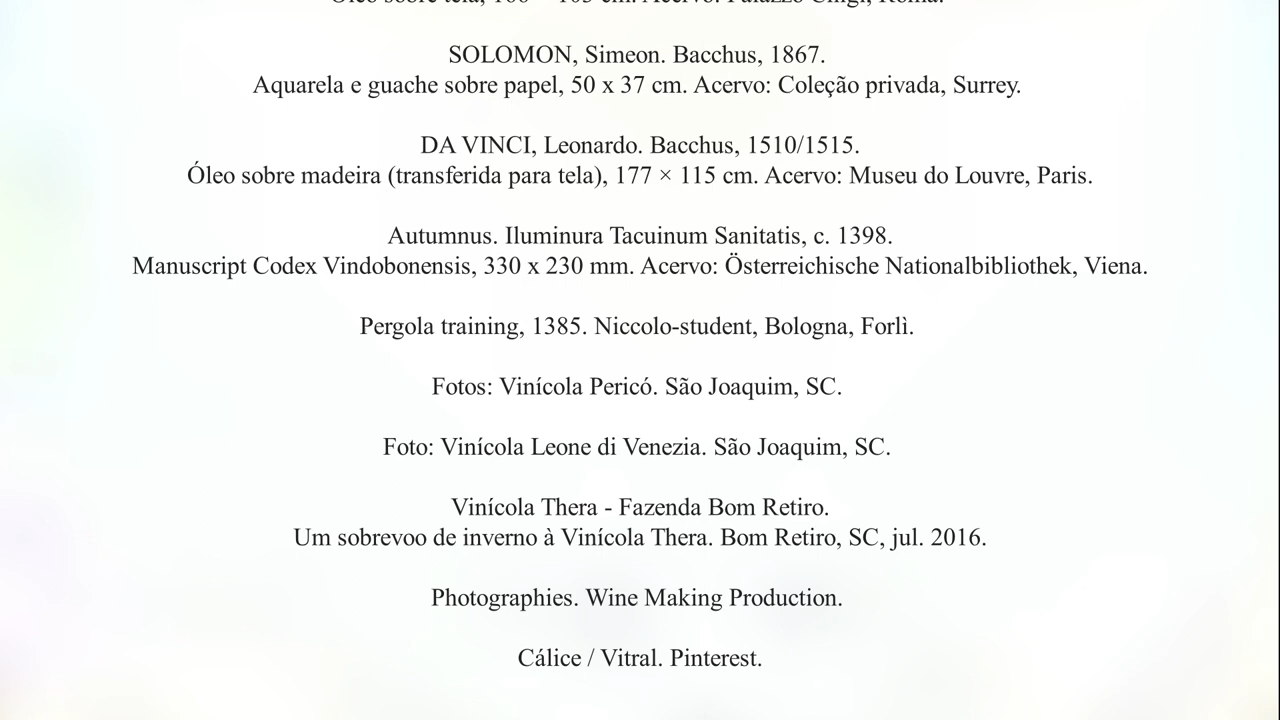 SOLOMON, Simeon. Bacchus, 1867.
Aquarela e guache sobre papel, 50 x 37 cm. Acervo: Coleção privada, Surrey.
DA VINCI, Leonardo. Bacchus, 1510/1515.
Óleo sobre madeira (transferida para tela), 177 × 115 cm. Acervo: Museu do Louvre, Paris.
Autumnus. Iluminura Tacuinum Sanitatis, c. 1398.
Manuscript Codex Vindobonensis, 330 x 230 mm. Acervo: Österreichische Nationalbibliothek, Viena.
Pergola training, 1385. Niccolo-student, Bologna, Forlì.
Fotos: Vinícola Pericó. São Joaquim, SC.
Foto: Vinícola Leone di Venezia. São Joaquim, SC.
Vinícola Thera - Fazenda Bom Retiro.
Um sobrevoo de inverno à Vinícola Thera. Bom Retiro, SC, jul. 2016.
Photographies. Wine Making Production.
Cálice / Vitral. Pinterest.